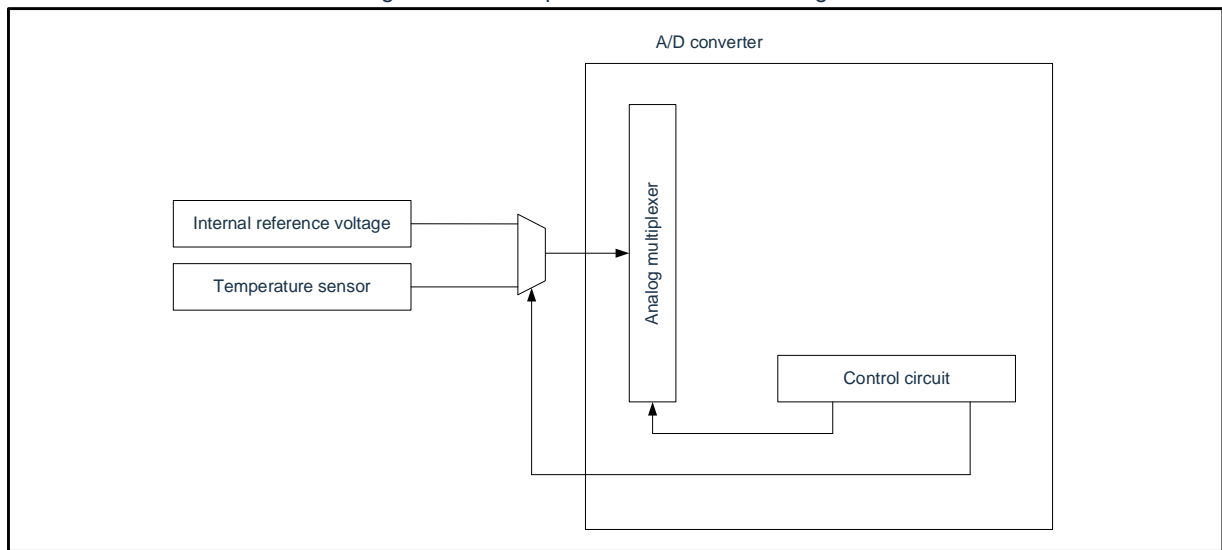 A/D converter
Internal reference voltage
Temperature sensor
Analog multiplexer
Control circuit